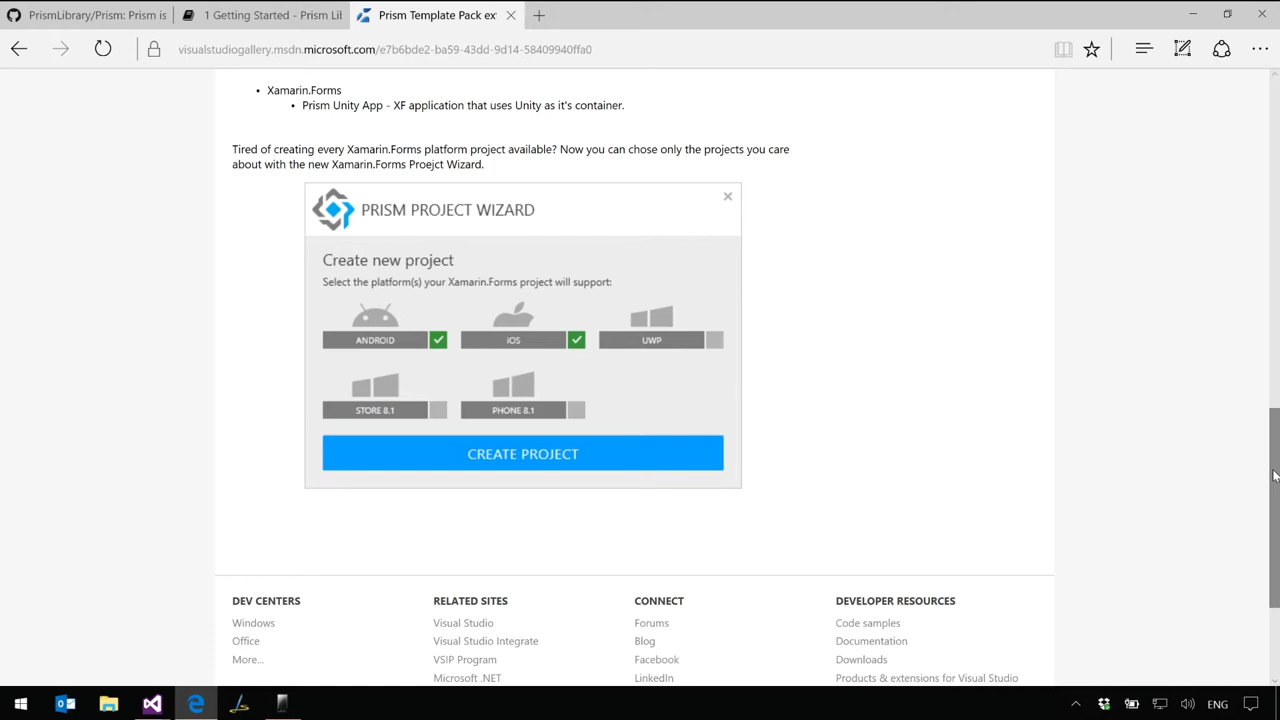 PrismLibrary/Prism: Prism is
1 Getting Started - Prism Lib
Prism Template Pack ext
visualstudiogallery.msdn.microsoft.com/e7b6bde2-ba59-43dd-9d14-58409940ffa0
• Xamarin.Forms
• Prism Unity App - XF application that uses Unity as it's container.
Tired of creating every Xamarin.Forms platform project available? Now you can chose only the projects you care
about with the new Xamarin.Forms Proejct Wizard.
PRISM PROJECT WIZARD
Create new project
Select the platform(s) your Xamarin.Forms project will support:
ANDROID
iOS
UWP
STORE 8.1
PHONE 8.1
CREATE PROJECT
DEV CENTERS
Windows
Office
More...
RELATED SITES
Visual Studio
Visual Studio Integrate
VSIP Program
Microsoft .NET
CONNECT
Forums
Blog
Facebook
LinkedIn
DEVELOPER RESOURCES
Code samples
Documentation
Downloads
Products & extensions for Visual Studio
ENG